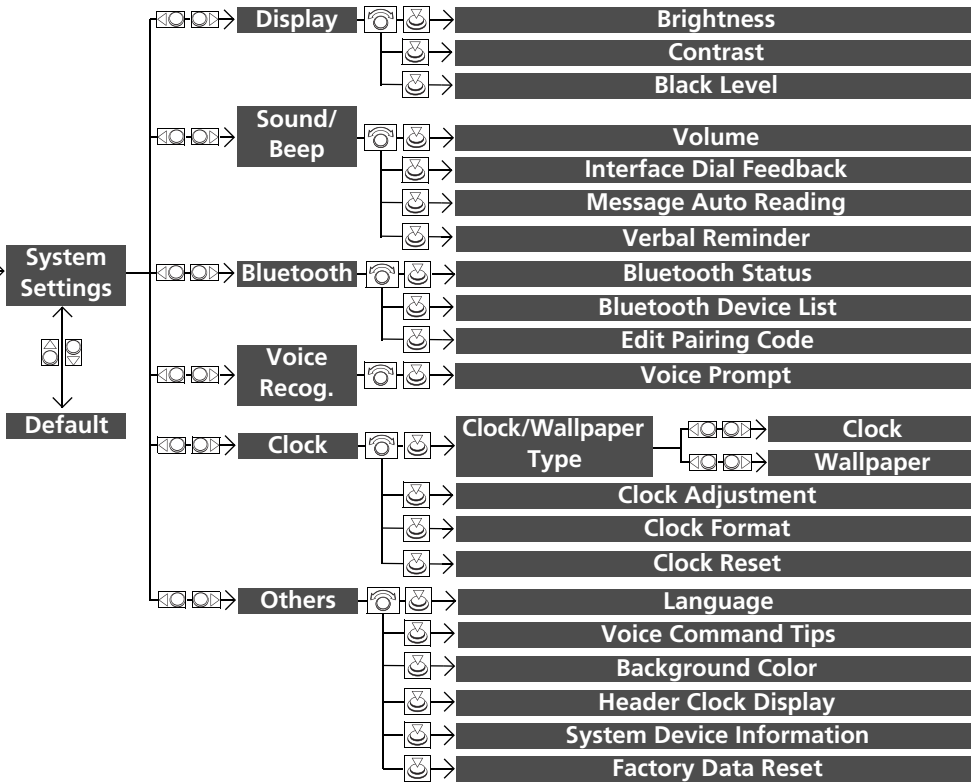 Display
Brightness
Contrast
Black Level
Sound/
Beep
Volume
Interface Dial Feedback
Message Auto Reading
Verbal Reminder
System
Settings
Bluetooth
Bluetooth Status
Bluetooth Device List
Edit Pairing Code
Voice
Recog.
Voice Prompt
Default
Clock
Clock/Wallpaper
Type
Clock
Wallpaper
Clock Adjustment
Clock Format
Clock Reset
Others
Language
Voice Command Tips
Background Color
Header Clock Display
System Device Information
Factory Data Reset